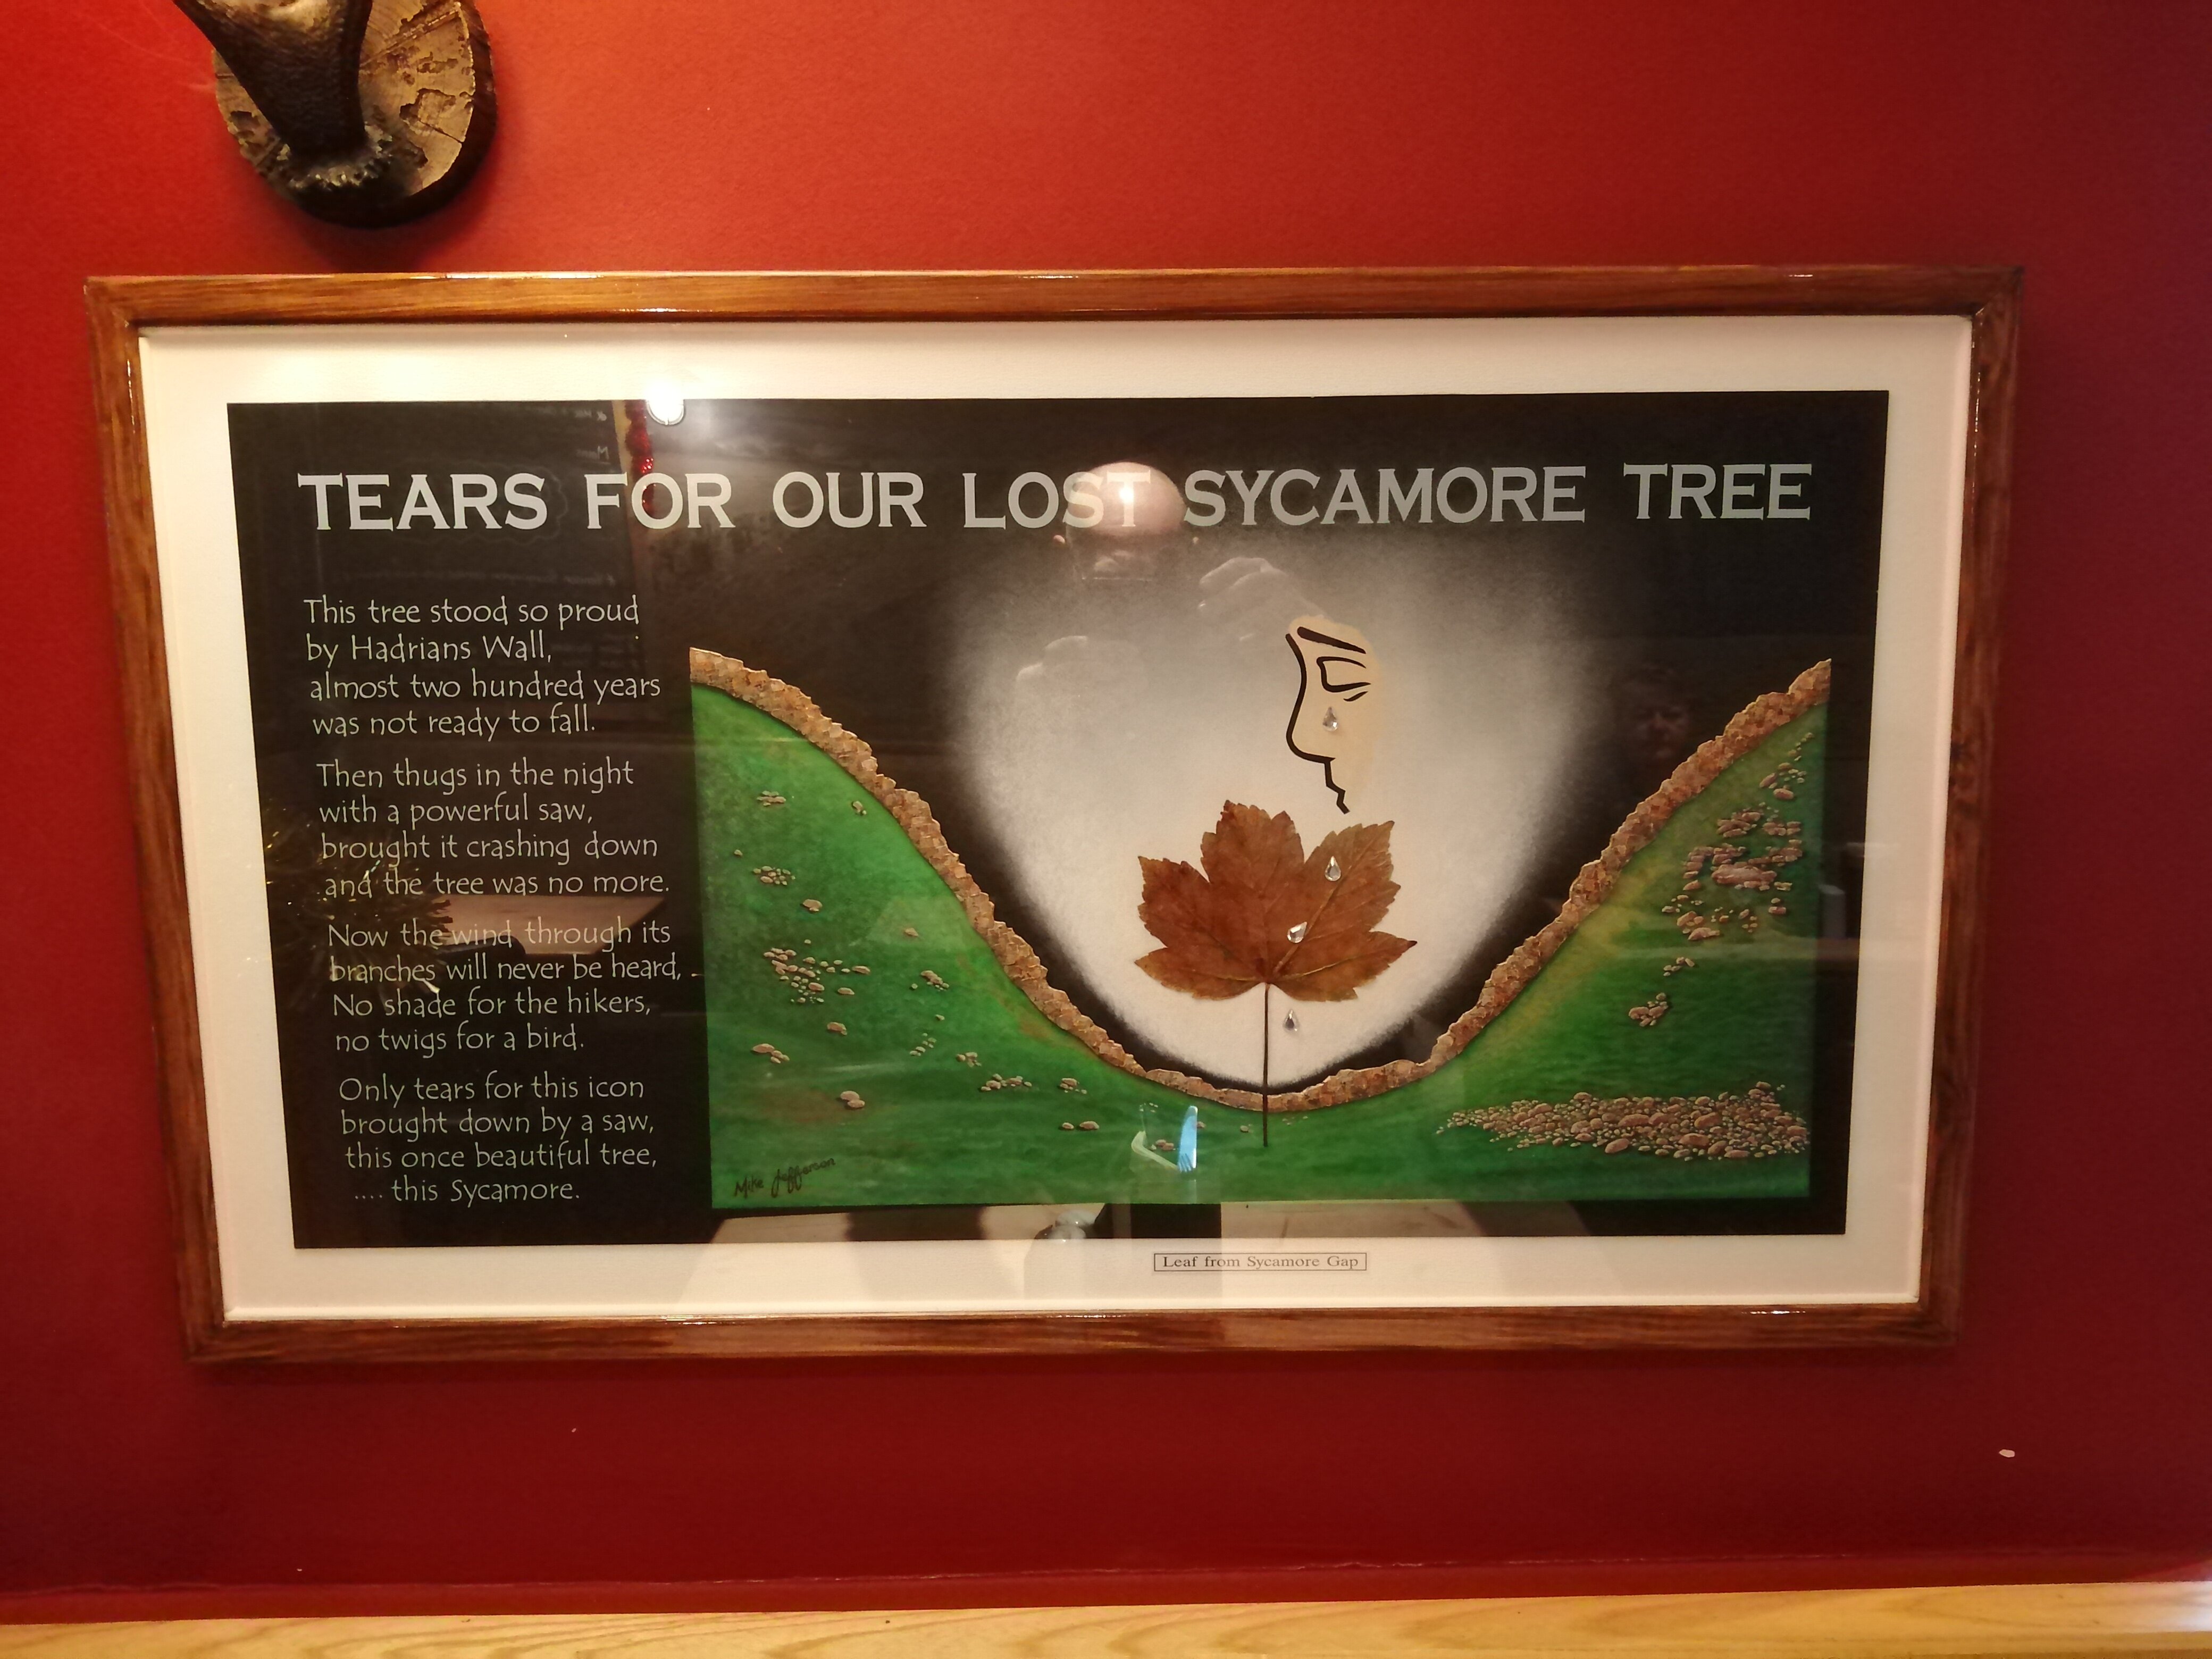 TEARS FOR OUR LOST SYCAMORE TREE
This tree stood so proud
by Hadrians Wall,
almost two hundred years
was not ready to fall.
Then thugs in the night
with a powerful saw,
brought it crashing down
and the tree was no more.
Now the wind through its
branches will never be heard,
No shade for the hikers,
no twigs for a bird.
Only tears for this icon
brought down by a saw,
this once beautiful tree,
.... this Sycamore.
Mike Jefferson
Leaf from Sycamore Gap